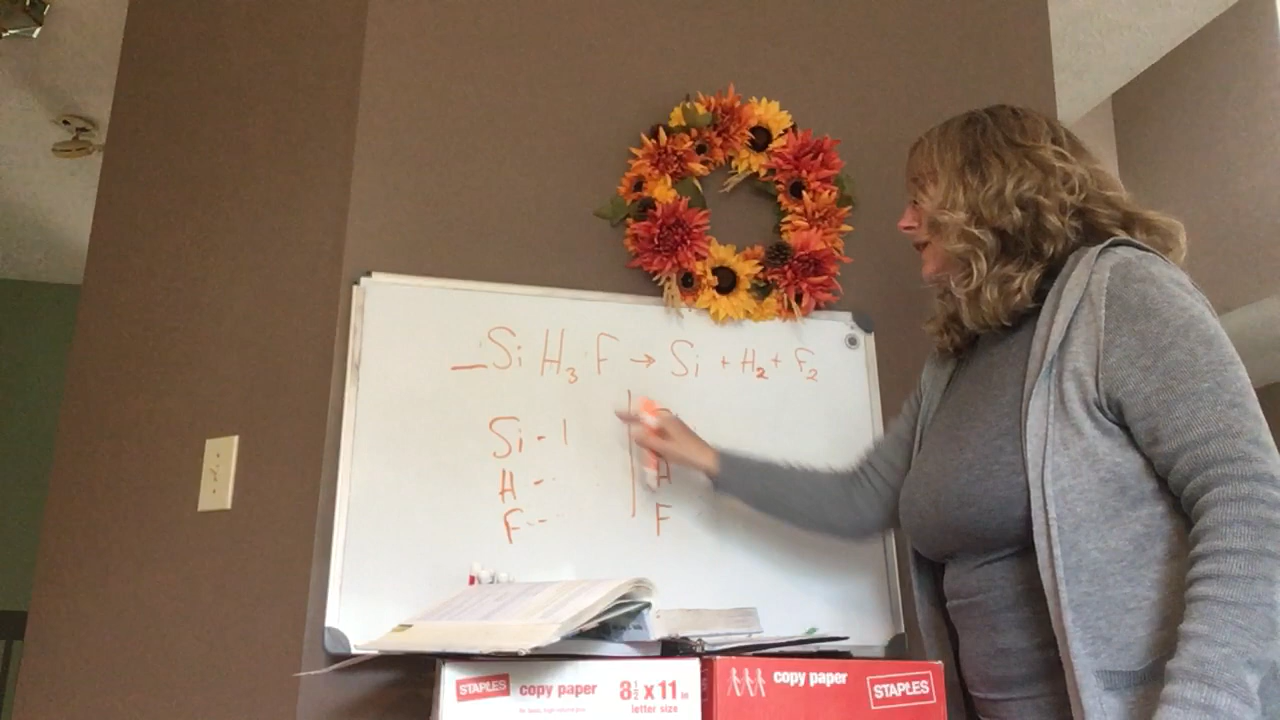 _SiH₃F → Si + H₂ + F₂
Si - 1
H -- H
F -- F
STAPLES copy paper 8½ x 11 in
letter size
copy paper STAPLES